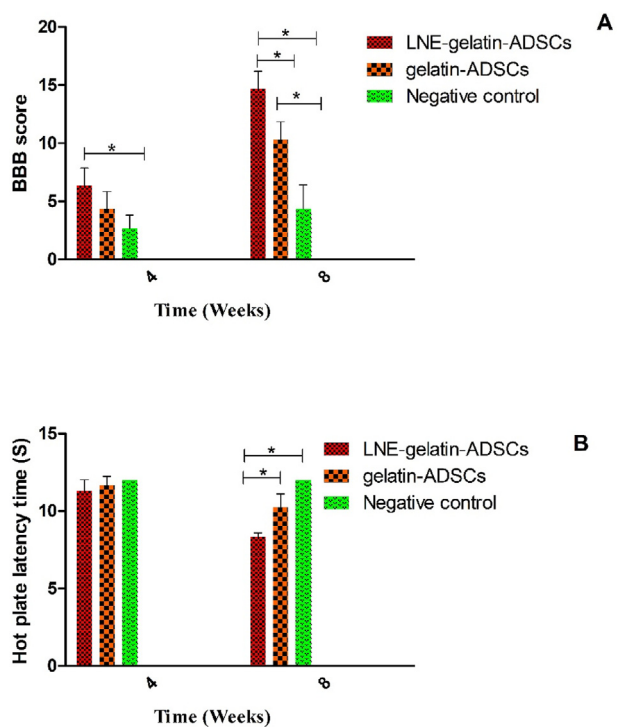 A
20
15
10
5
0
BBB score
LNE-gelatin-ADSCs
gelatin-ADSCs
Negative control
*
*
*
*
4
8
Time (Weeks)
B
15
10
5
0
Hot plate latency time (S)
LNE-gelatin-ADSCs
gelatin-ADSCs
Negative control
*
*
4
8
Time (Weeks)